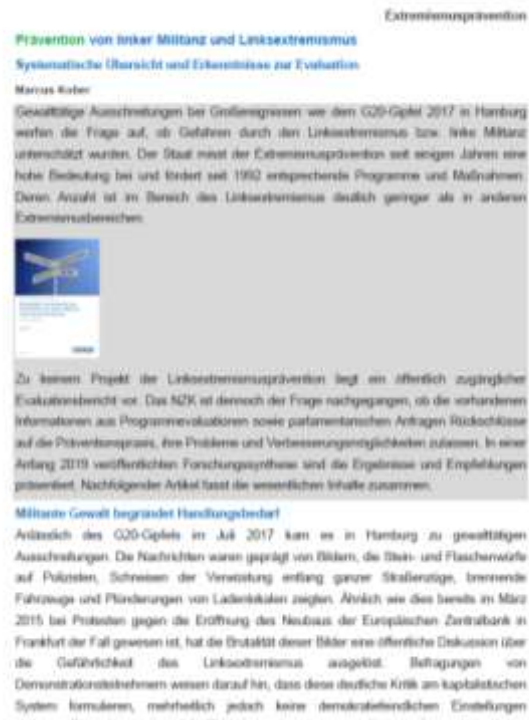 Extremismusprävention
Prävention von linker Militanz und Linksextremismus
Systematische Übersicht und Erkenntnisse zur Evaluation
Marcus Kober
Gewalttätige Ausschreitungen bei Großereignissen wie dem G20-Gipfel 2017 in Hamburg
werfen die Frage auf, ob Gefahren durch den Linksextremismus bzw. linke Militanz
unterschätzt wurden. Der Staat misst der Extremismusprävention seit einigen Jahren eine
hohe Bedeutung bei und fördert seit 1992 entsprechende Programme und Maßnahmen.
Deren Anzahl ist im Bereich des Linksextremismus deutlich geringer als in anderen
Extremismusbereichen.
Zu keinem Projekt der Linksextremismusprävention liegt ein öffentlich zugänglicher
Evaluationsbericht vor. Das NZK ist dennoch der Frage nachgegangen, ob die vorhandenen
Informationen aus Programmevaluationen sowie parlamentarischen Anfragen Rückschlüsse
auf die Präventionspraxis, ihre Probleme und Verbesserungsmöglichkeiten zulassen. In einer
Anfang 2019 veröffentlichten Forschungssynthese sind die Ergebnisse und Empfehlungen
präsentiert. Nachfolgender Artikel fasst die wesentlichen Inhalte zusammen.
Militante Gewalt begründet Handlungsbedarf
Anlässlich des G20-Gipfels im Juli 2017 kam es in Hamburg zu gewalttätigen
Ausschreitungen. Die Nachrichten waren geprägt von Bildern, die Stein- und Flaschenwürfe
auf Polizisten, Schneisen der Verwüstung entlang ganzer Straßenzüge, brennende
Fahrzeuge und Plünderungen von Ladenlokalen zeigten. Ähnlich wie dies bereits im März
2015 bei Protesten gegen die Eröffnung des Neubaus der Europäischen Zentralbank in
Frankfurt der Fall gewesen ist, hat die Brutalität dieser Bilder eine öffentliche Diskussion über
die Gefährlichkeit des Linksextremismus ausgelöst. Befragungen von
Demonstrationsteilnehmern weisen darauf hin, dass diese deutliche Kritik am kapitalistischen
System formulieren, mehrheitlich jedoch keine demokratiefeindlichen Einstellungen